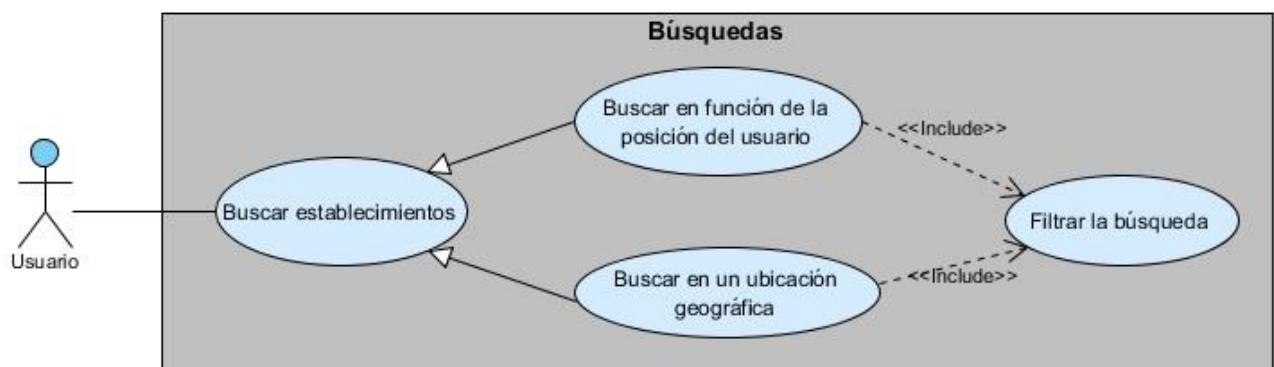 Búsquedas
Buscar en función de la
posición del usuario
<<Include>>
Buscar establecimientos
Filtrar la búsqueda
Usuario
Buscar en un ubicación
geográfica
<<Include>>